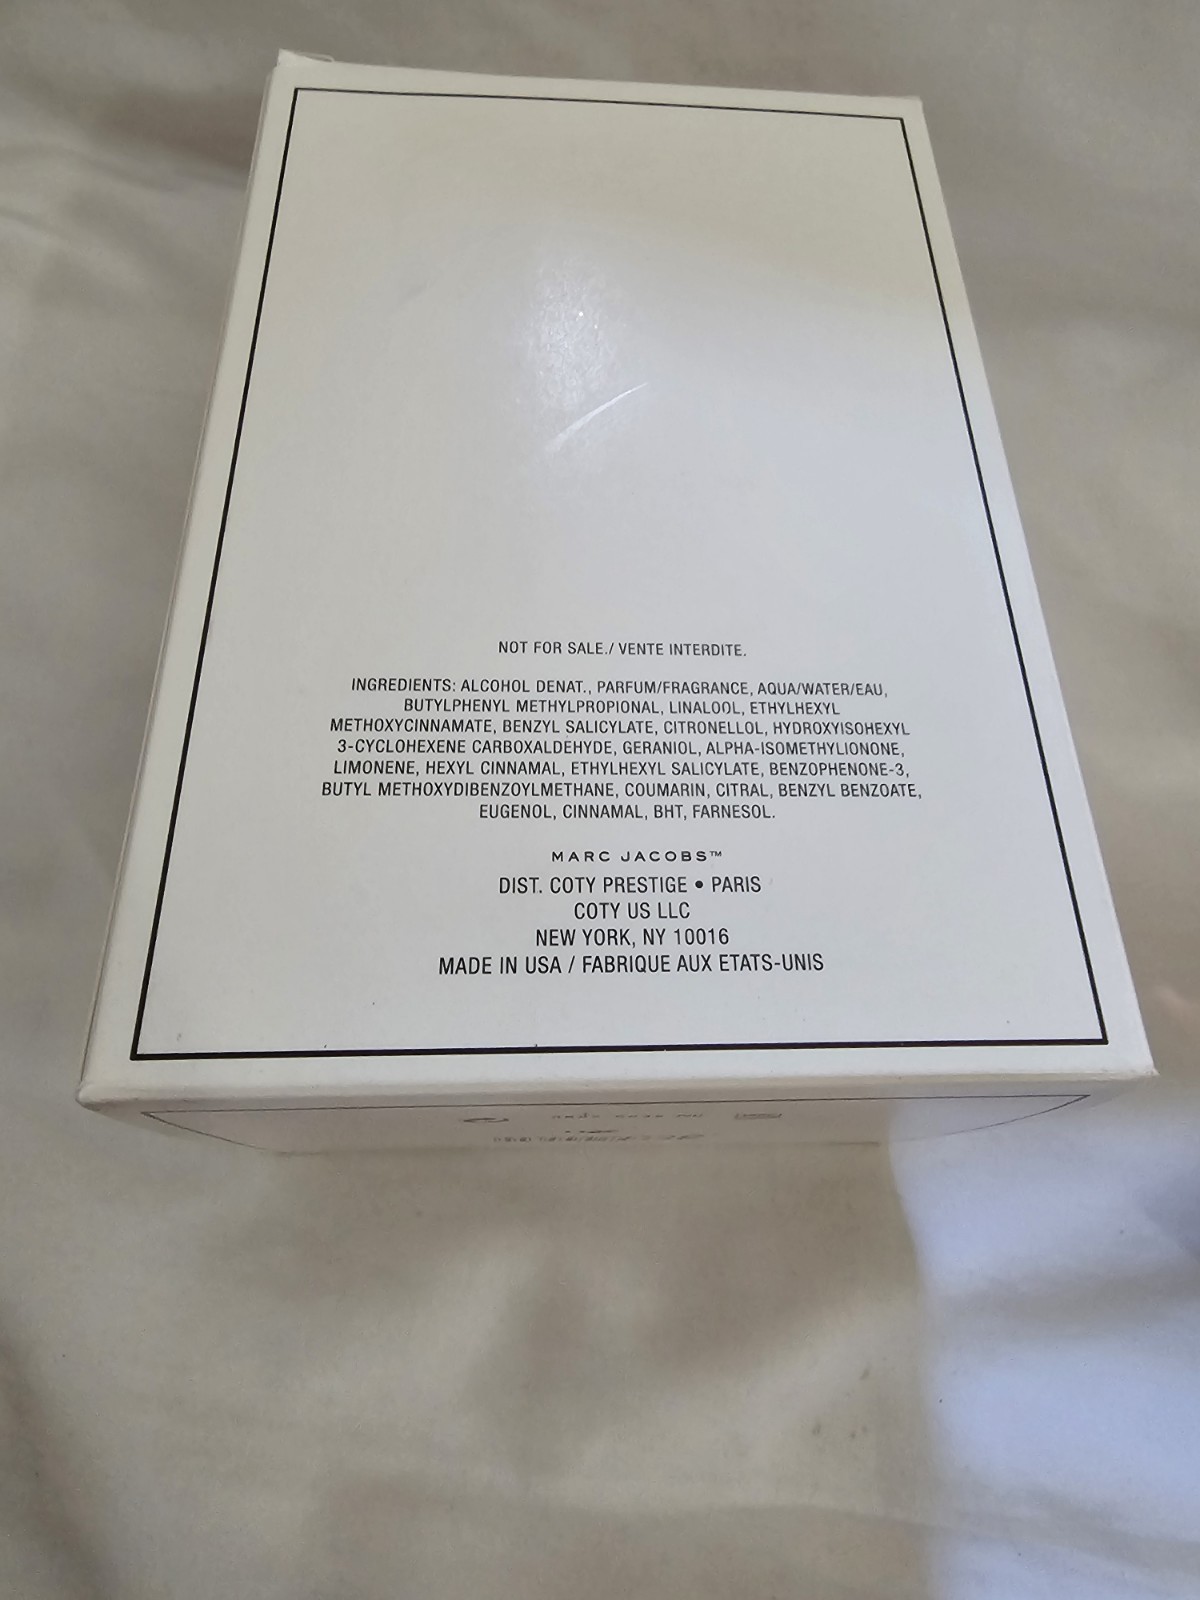 NOT FOR SALE./ VENTE INTERDITE.
INGREDIENTS: ALCOHOL DENAT., PARFUM/FRAGRANCE, AQUA/WATER/EAU,
BUTYLPHENYL METHYLPROPIONAL, LINALOOL, ETHYLHEXYL
METHOXYCINNAMATE, BENZYL SALICYLATE, CITRONELLOL, HYDROXYISOHEXYL
3-CYCLOHEXENE CARBOXALDEHYDE, GERANIOL, ALPHA-ISOMETHYLIONONE,
LIMONENE, HEXYL CINNAMAL, ETHYLHEXYL SALICYLATE, BENZOPHENONE-3,
BUTYL METHOXYDIBENZOYLMETHANE, COUMARIN, CITRAL, BENZYL BENZOATE,
EUGENOL, CINNAMAL, BHT, FARNESOL.
MARC JACOBS™
DIST. COTY PRESTIGE • PARIS
COTY US LLC
NEW YORK, NY 10016
MADE IN USA / FABRIQUE AUX ETATS-UNIS